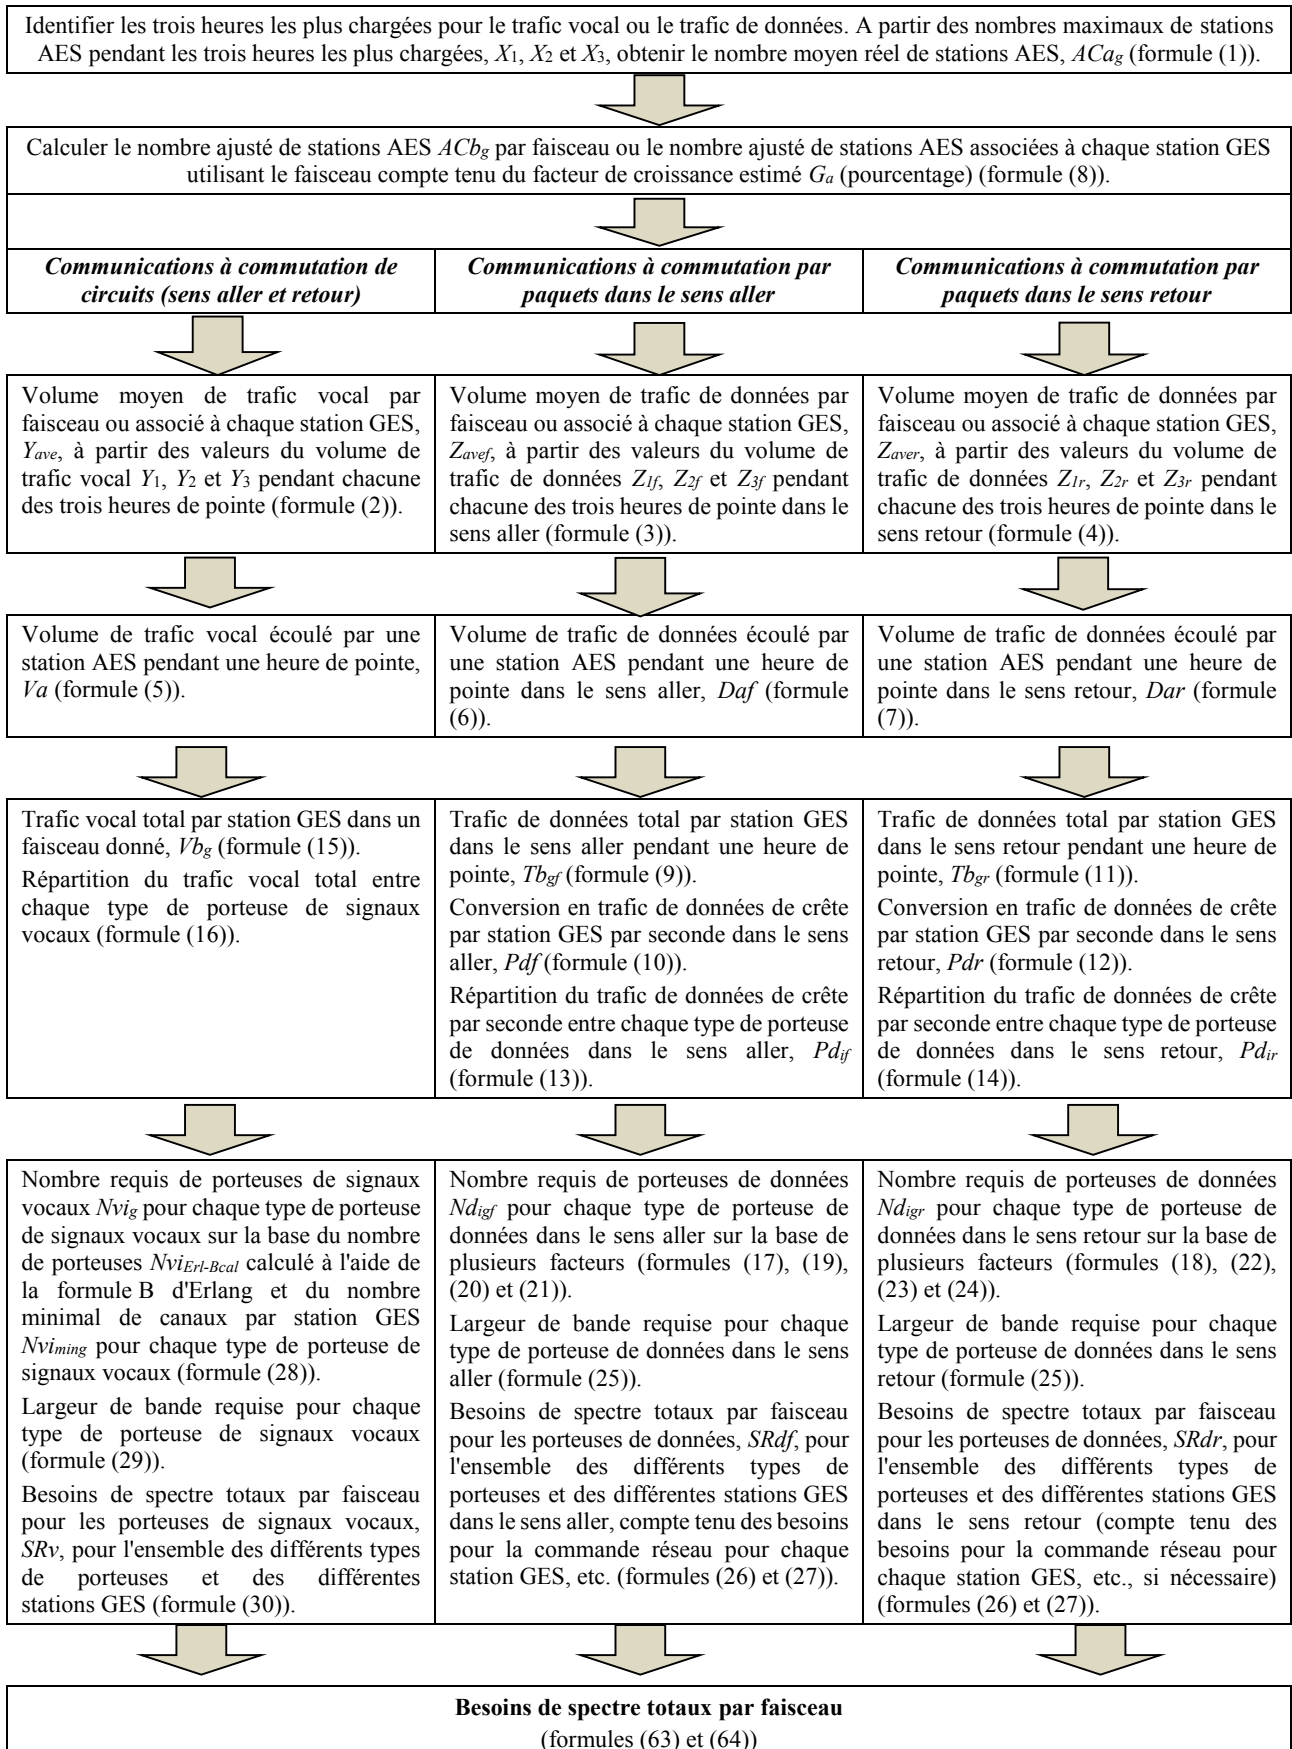 Identifier les trois heures les plus chargées pour le trafic vocal ou le trafic de données. A partir des nombres maximaux de stations
AES pendant les trois heures les plus chargées, X1, X2 et X3, obtenir le nombre moyen réel de stations AES, ACag (formule (1)).
Calculer le nombre ajusté de stations AES ACbg par faisceau ou le nombre ajusté de stations AES associées à chaque station GES
utilisant le faisceau compte tenu du facteur de croissance estimé Ga (pourcentage) (formule (8)).
Communications à commutation de
circuits (sens aller et retour)
Communications à commutation par
paquets dans le sens aller
Communications à commutation par
paquets dans le sens retour
Volume moyen de trafic vocal par
faisceau ou associé à chaque station GES,
Yave, à partir des valeurs du volume de
trafic vocal Y1, Y2 et Y3 pendant chacune
des trois heures de pointe (formule (2)).
Volume moyen de trafic de données par
faisceau ou associé à chaque station GES,
Zavef, à partir des valeurs du volume de
trafic de données Z1f, Z2f et Z3f pendant
chacune des trois heures de pointe dans le
sens aller (formule (3)).
Volume moyen de trafic de données par
faisceau ou associé à chaque station GES,
Zaver, à partir des valeurs du volume de
trafic de données Z1r, Z2r et Z3r pendant
chacune des trois heures de pointe dans le
sens retour (formule (4)).
Volume de trafic vocal écoulé par une
station AES pendant une heure de pointe,
Va (formule (5)).
Volume de trafic de données écoulé par
une station AES pendant une heure de
pointe dans le sens aller, Daf (formule
(6)).
Volume de trafic de données écoulé par
une station AES pendant une heure de
pointe dans le sens retour, Dar (formule
(7)).
Trafic vocal total par station GES dans un
faisceau donné, Vbg (formule (15)).
Répartition du trafic vocal total entre
chaque type de porteuse de signaux
vocaux (formule (16)).
Trafic de données total par station GES
dans le sens aller pendant une heure de
pointe, Tbgf (formule (9)).
Conversion en trafic de données de crête
par station GES par seconde dans le sens
aller, Pdf (formule (10)).
Répartition du trafic de données de crête
par seconde entre chaque type de porteuse
de données dans le sens aller, Pdif
(formule (13)).
Trafic de données total par station GES
dans le sens retour pendant une heure de
pointe, Tbgr (formule (11)).
Conversion en trafic de données de crête
par station GES par seconde dans le sens
retour, Pdr (formule (12)).
Répartition du trafic de données de crête
par seconde entre chaque type de porteuse
de données dans le sens retour, Pdir
(formule (14)).
Nombre requis de porteuses de signaux
vocaux Nvig pour chaque type de porteuse
de signaux vocaux sur la base du nombre
de porteuses NviErl-Bcal calculé à l'aide de
la formule B d'Erlang et du nombre
minimal de canaux par station GES
Nviming pour chaque type de porteuse de
signaux vocaux (formule (28)).
Largeur de bande requise pour chaque
type de porteuse de signaux vocaux
(formule (29)).
Besoins de spectre totaux par faisceau
pour les porteuses de signaux vocaux,
SRv, pour l'ensemble des différents types
de porteuses et des différentes
stations GES (formule (30)).
Nombre requis de porteuses de données
Ndigf pour chaque type de porteuse de
données dans le sens aller sur la base de
plusieurs facteurs (formules (17), (19),
(20) et (21)).
Largeur de bande requise pour chaque
type de porteuse de données dans le sens
aller (formule (25)).
Besoins de spectre totaux par faisceau
pour les porteuses de données, SRdf, pour
l'ensemble des différents types de
porteuses et des différentes stations GES
dans le sens aller, compte tenu des besoins
pour la commande réseau pour chaque
station GES, etc. (formules (26) et (27)).
Nombre requis de porteuses de données
Ndigr pour chaque type de porteuse de
données dans le sens retour sur la base de
plusieurs facteurs (formules (18), (22),
(23) et (24)).
Largeur de bande requise pour chaque
type de porteuse de données dans le sens
retour (formule (25)).
Besoins de spectre totaux par faisceau
pour les porteuses de données, SRdr, pour
l'ensemble des différents types de
porteuses et des différentes stations GES
dans le sens retour (compte tenu des
besoins pour la commande réseau pour
chaque station GES, etc., si nécessaire)
(formules (26) et (27)).
Besoins de spectre totaux par faisceau
(formules (63) et (64))